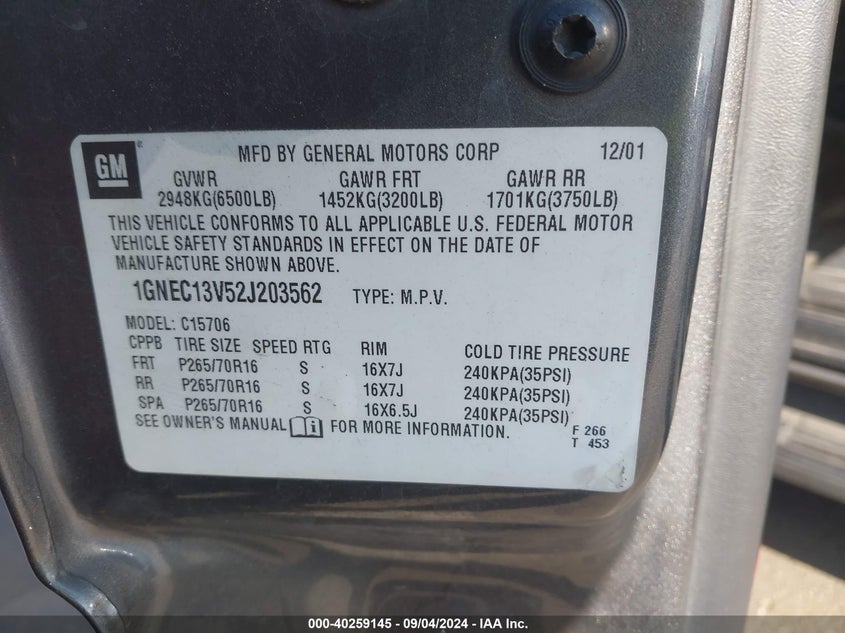 GM ® MFD BY GENERAL MOTORS CORP 12/01
GVWR GAWR FRT GAWR RR
2948KG(6500LB) 1452KG(3200LB) 1701KG(3750LB)
THIS VEHICLE CONFORMS TO ALL APPLICABLE U.S. FEDERAL MOTOR
VEHICLE SAFETY STANDARDS IN EFFECT ON THE DATE OF
MANUFACTURE SHOWN ABOVE.
1GNEC13V52J203562 TYPE: M.P.V.
MODEL: C15706
CPPB TIRE SIZE SPEED RTG RIM COLD TIRE PRESSURE
FRT P265/70R16 S 16X7J 240KPA(35PSI)
RR P265/70R16 S 16X7J 240KPA(35PSI)
SPA P265/70R16 S 16X6.5J 240KPA(35PSI)
SEE OWNER'S MANUAL i FOR MORE INFORMATION. F 266
T 453
000-40259145 - 09/04/2024 - IAA Inc.